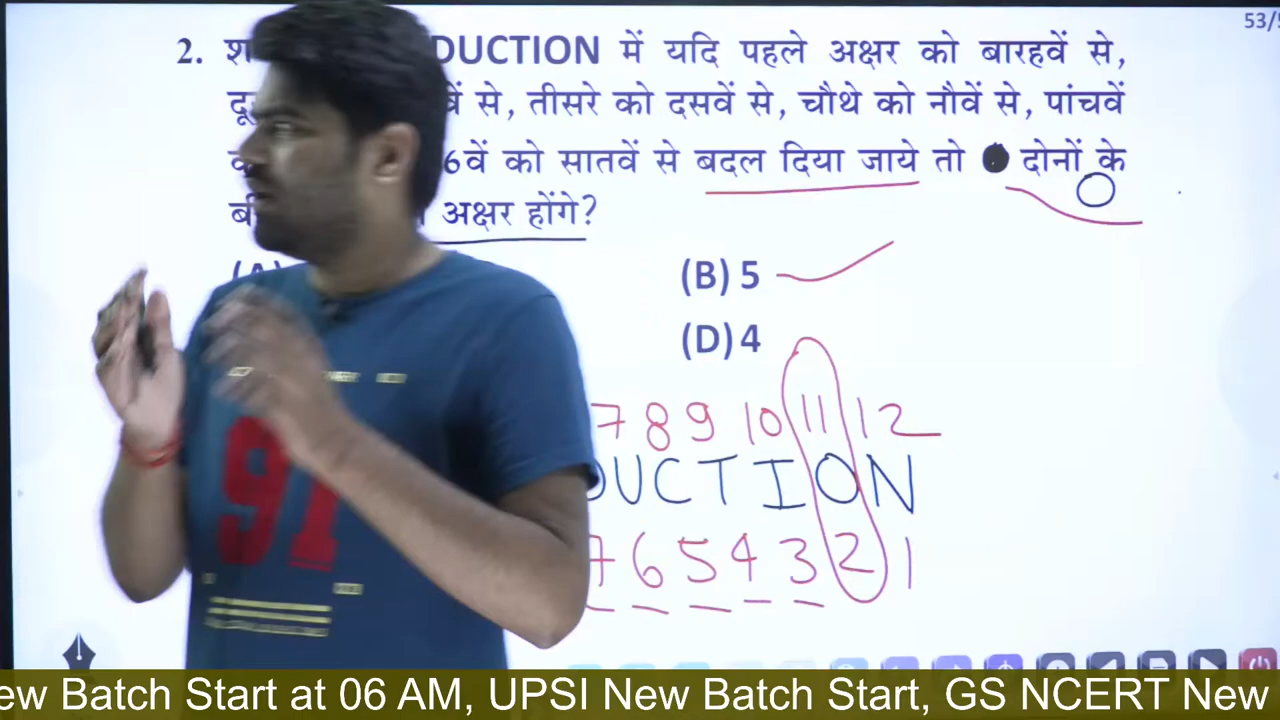 53/
2. DUCTION में यदि पहले अक्षर को बारहवें से,
वें से, तीसरे को दसवें से, चौथे को नौवें से, पांचवें
6वें को सातवें से बदल दिया जाये तो दोनों के
अक्षर होंगे?
(A)
(B) 5
(D) 4
7 8 9 10 11 12
DUCTION
7 6 5 4 3 2 1
91
ew Batch Start at 06 AM, UPSI New Batch Start, GS NCERT New